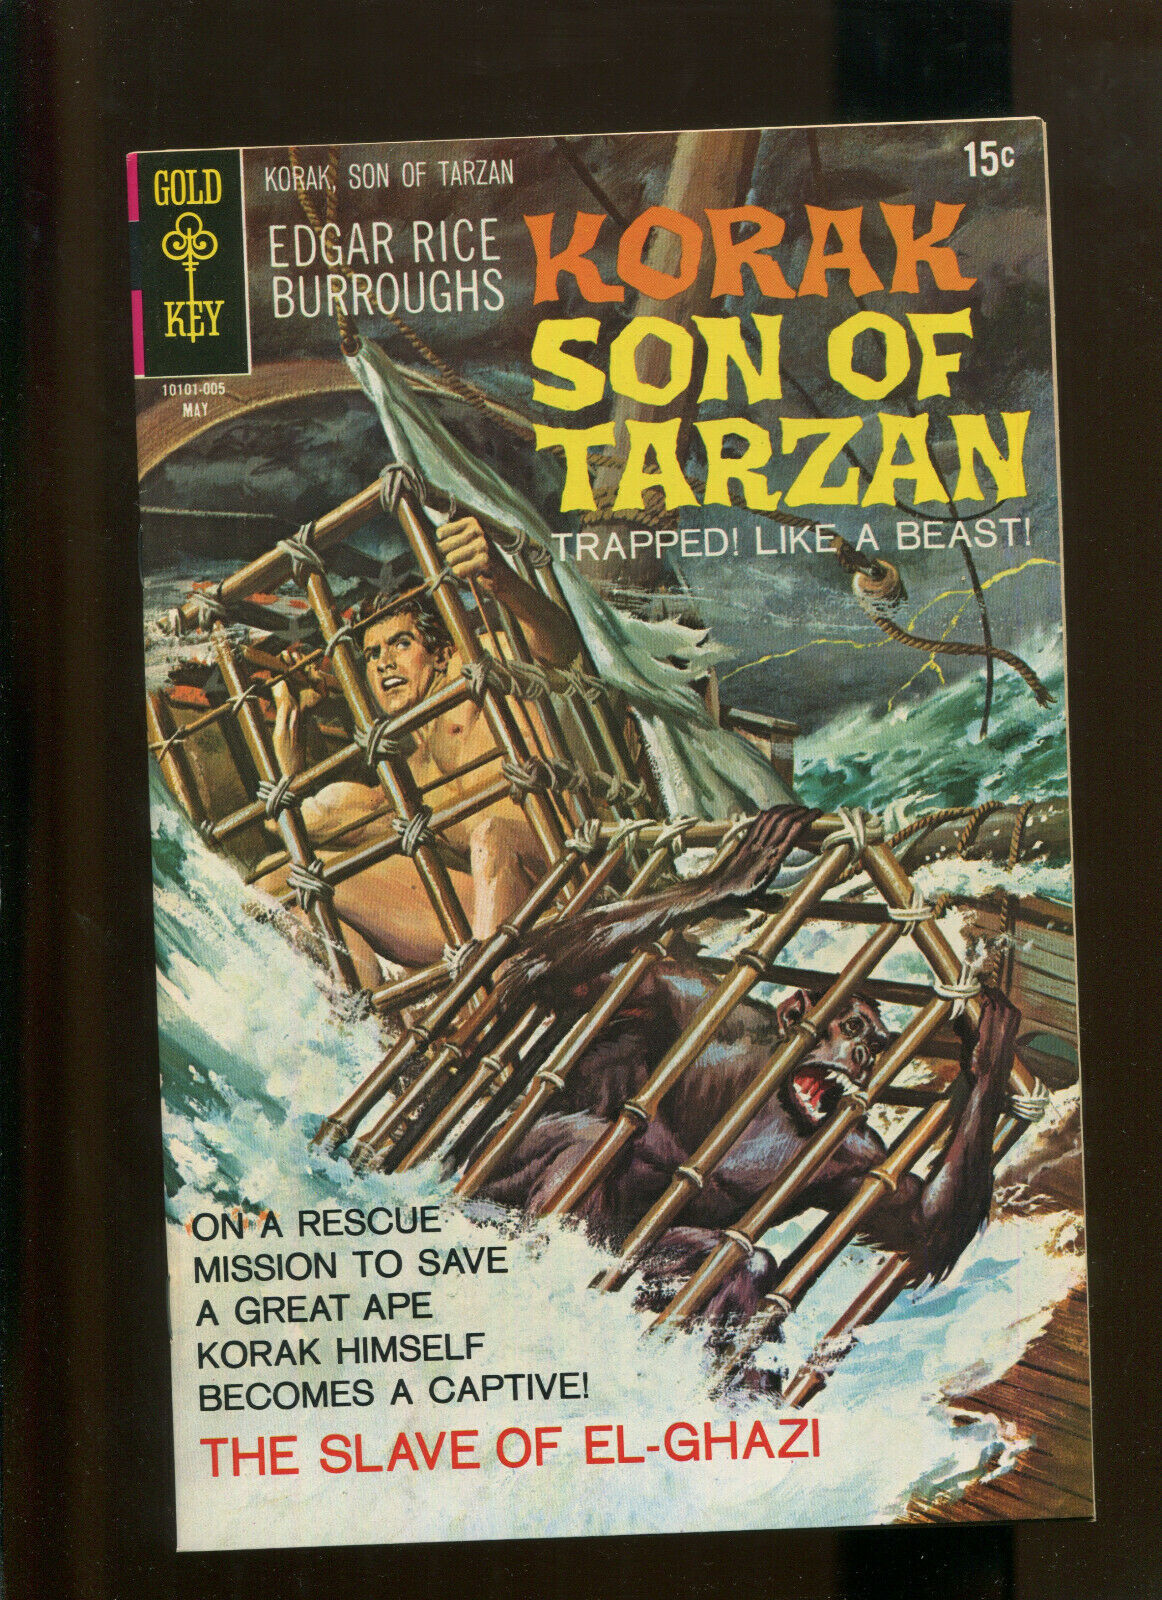 GOLD
KEY
10101-005
MAY
KORAK, SON OF TARZAN
EDGAR RICE
BURROUGHS
15c
KORAK
SON OF
TARZAN
TRAPPED! LIKE A BEAST!
ON A RESCUE
MISSION TO SAVE
A GREAT APE
KORAK HIMSELF
BECOMES A CAPTIVE!
THE SLAVE OF EL-GHAZI